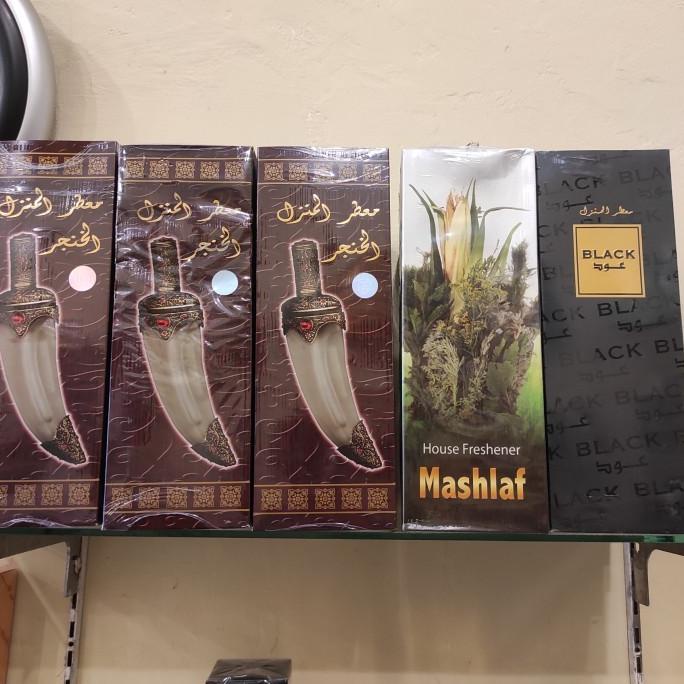 معطر المنزل
الخنجر
معطر المنزل
الخنجر
معطر المنزل
الخنجر
House Freshener
Mashlaf
معطر المنزل
BLACK
عود